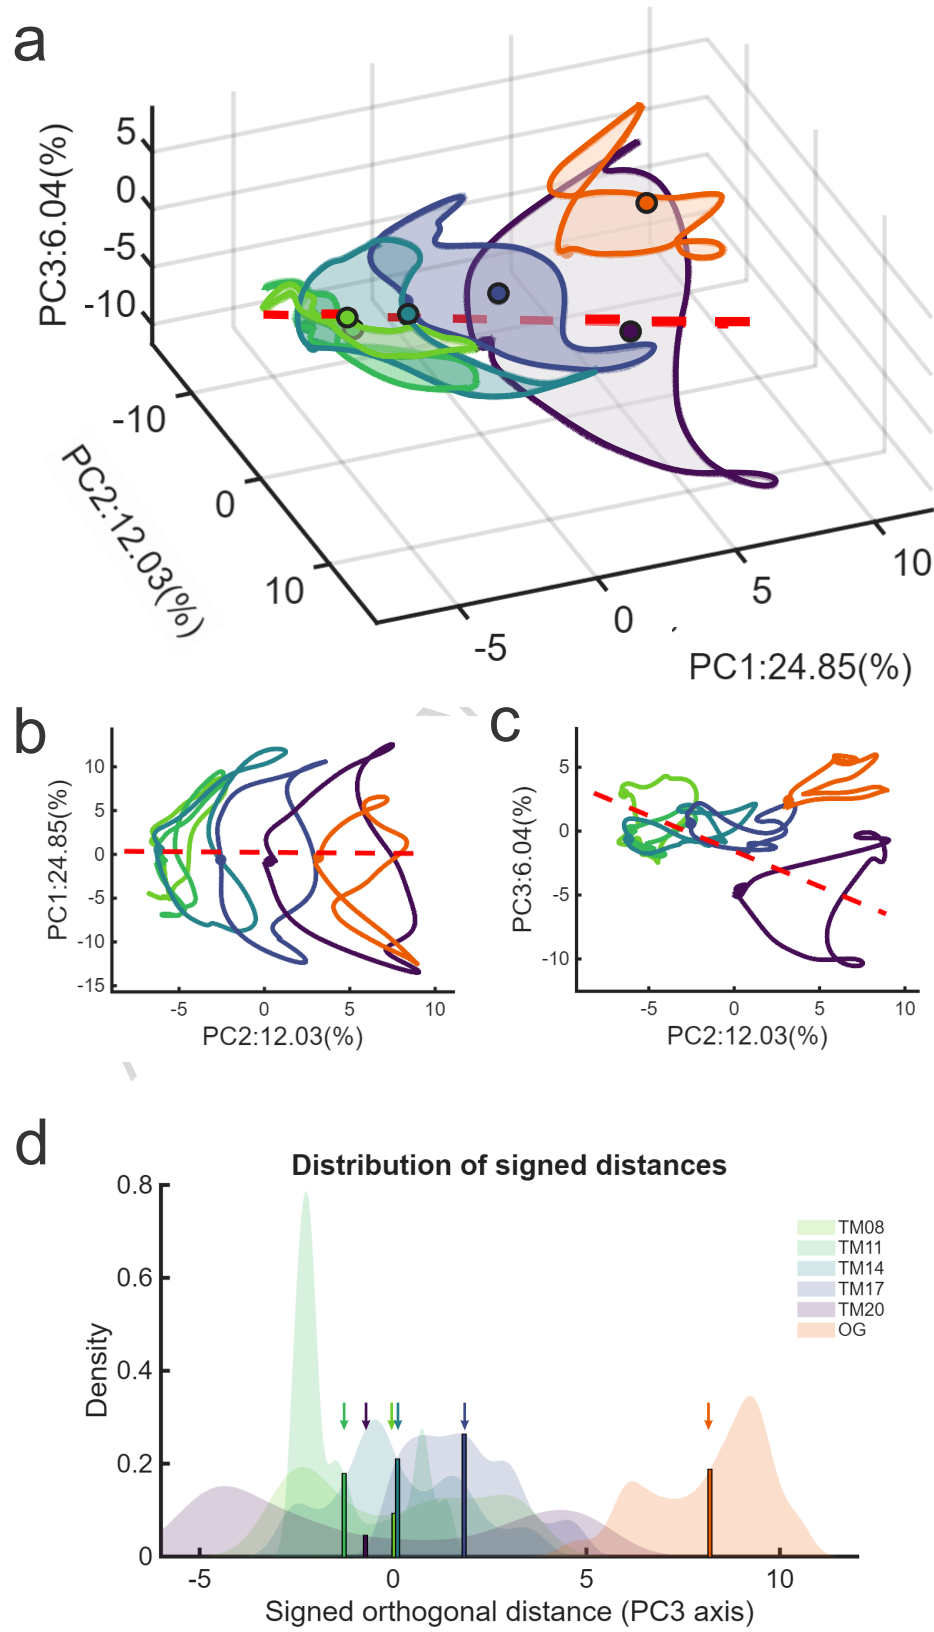 a
PC3:6.04(%)
5
0
-5
-10
-10
0
10
PC2:12.03(%)
-5
0
5
10
PC1:24.85(%)
b
PC1:24.85(%)
10
5
0
-5
-10
-15
-5
0
5
10
PC2:12.03(%)
c
PC3:6.04(%)
5
0
-5
-10
-5
0
5
10
PC2:12.03(%)
d
Distribution of signed distances
Density
0.8
0.6
0.4
0.2
0
TM08
TM11
TM14
TM17
TM20
OG
-5
0
5
10
Signed orthogonal distance (PC3 axis)